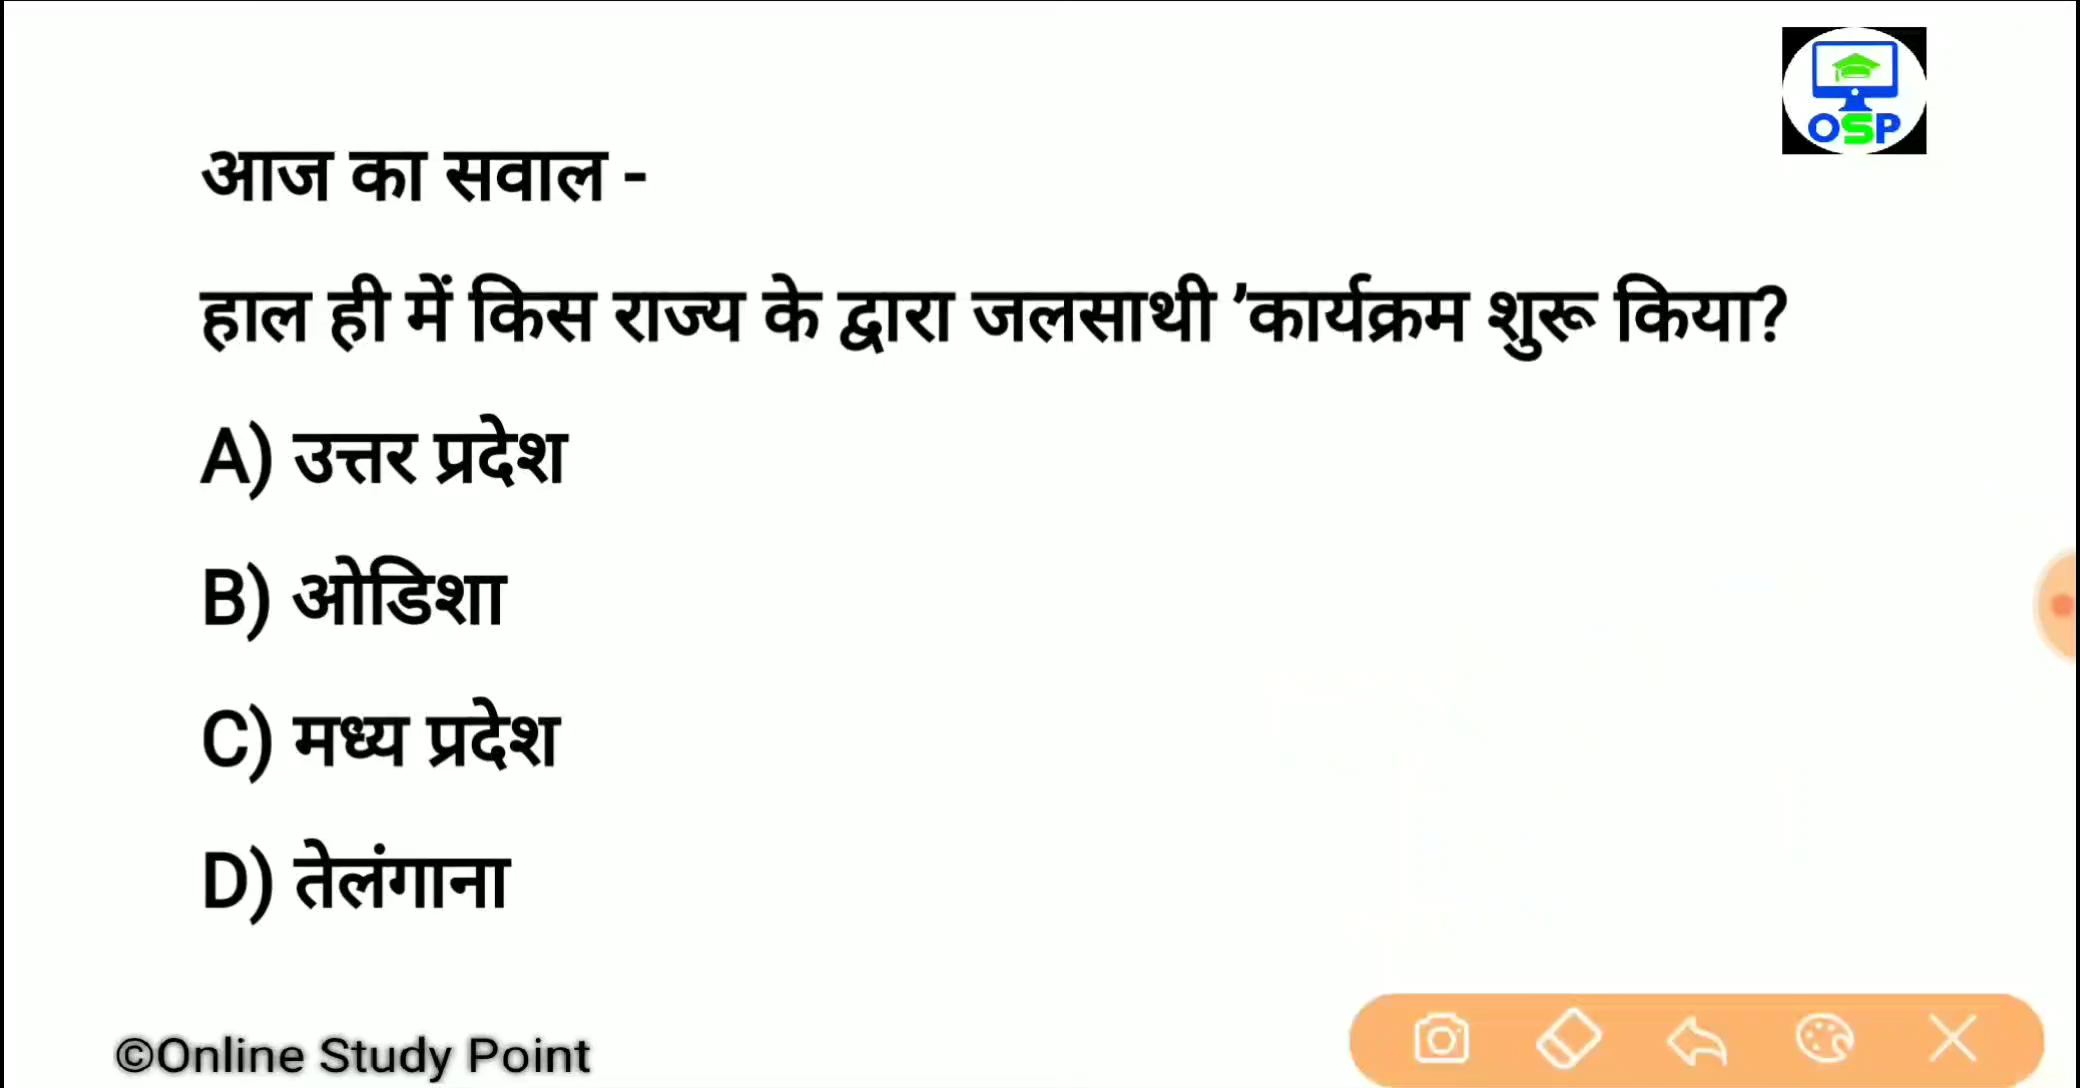 OSP
आज का सवाल -
हाल ही में किस राज्य के द्वारा जलसाथी ’कार्यक्रम शुरू किया?
A) उत्तर प्रदेश
B) ओडिशा
C) मध्य प्रदेश
D) तेलंगाना
©Online Study Point